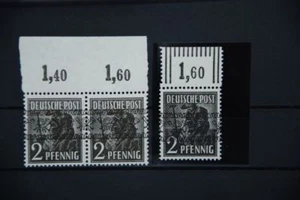 1,40 1,60
1,60
DEUTSCHE POST DEUTSCHE POST
DEUTSCHE POST
2 PFENNIG 2 PFENNIG
2 PFENNIG